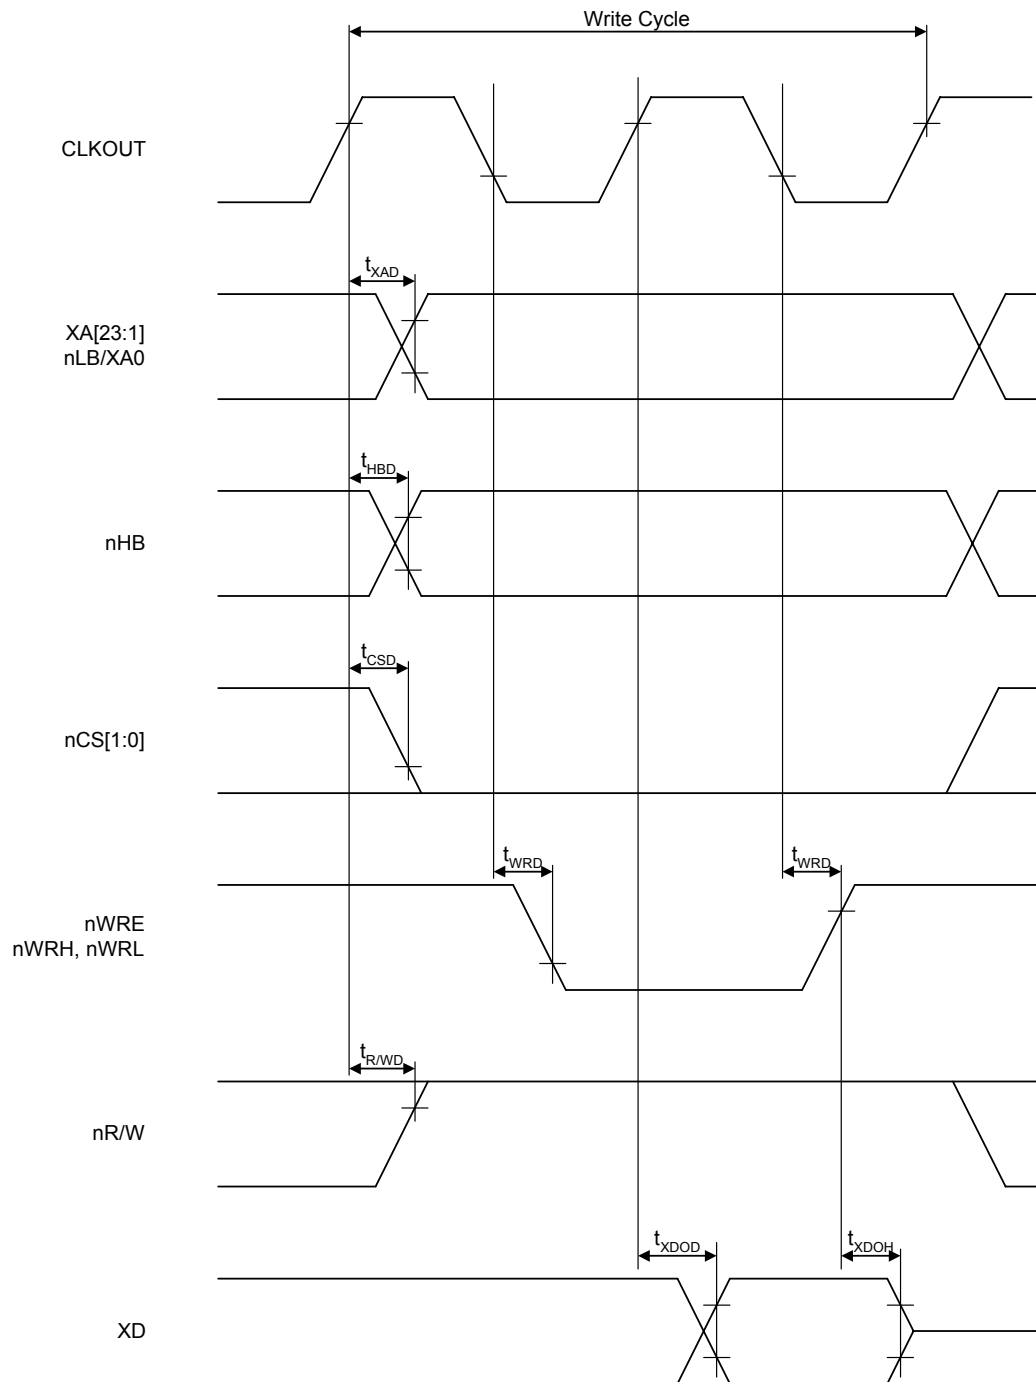 Write Cycle
CLKOUT
tXAD
XA[23:1]
nLB/XA0
tHBD
nHB
tCSD
nCS[1:0]
tWRD
tWRD
nWRE
nWRH, nWRL
tR/WD
nR/W
tXDOD
tXDOH
XD